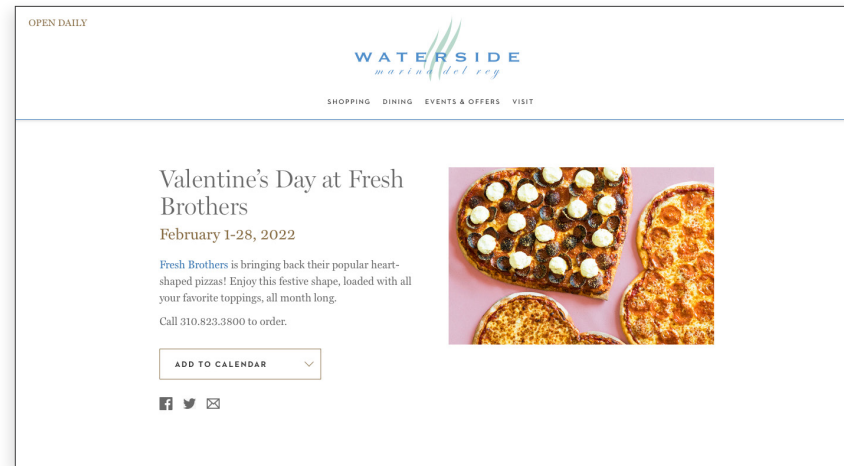 OPEN DAILY
WATERSIDE
marina del rey
SHOPPING DINING EVENTS & OFFERS VISIT
Valentine's Day at Fresh
Brothers
February 1-28, 2022
Fresh Brothers is bringing back their popular heart-
shaped pizzas! Enjoy this festive shape, loaded with all
your favorite toppings, all month long.
Call 310.823.3800 to order.
ADD TO CALENDAR